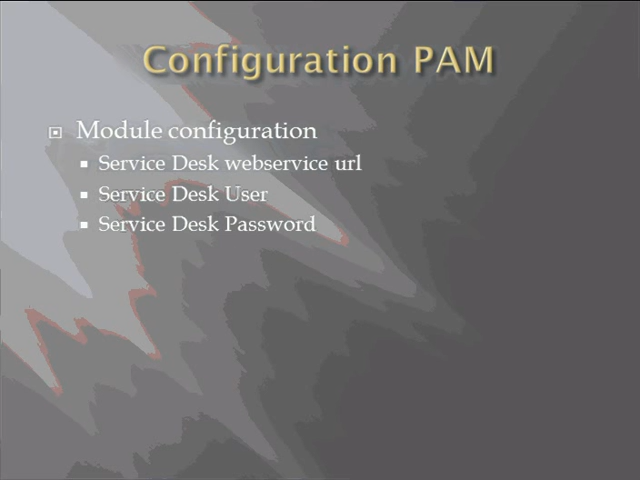 Configuration PAM
Module configuration
Service Desk webservice url
Service Desk User
Service Desk Password